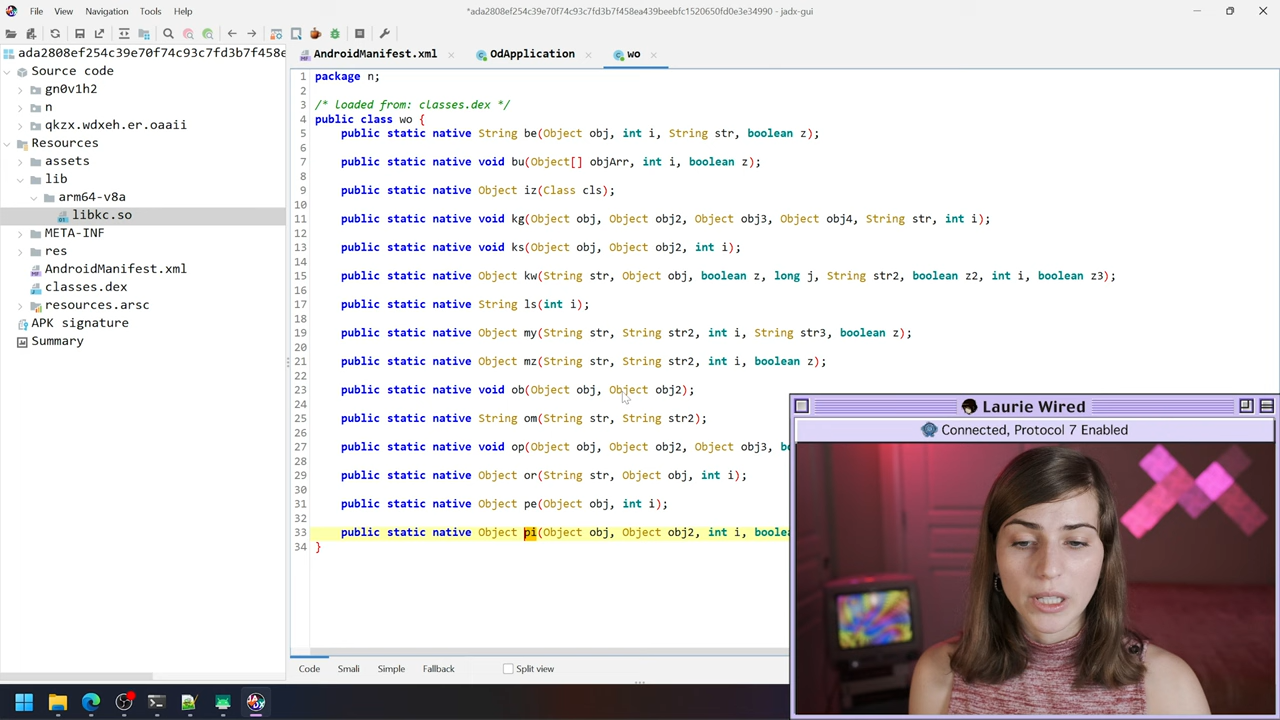 *ada2808ef254c39e70f74c93c7fd3b7f458ea439beebfc1520650fd0e3e34990 - jadx-gui
File View Navigation Tools Help
ada2808ef254c39e70f74c93c7fd3b7f458e
Source code
gn0v1h2
n
qkzx.wdxeh.er.oaaii
Resources
assets
lib
arm64-v8a
libkc.so
META-INF
res
AndroidManifest.xml
classes.dex
resources.arsc
APK signature
Summary
AndroidManifest.xml OdApplication wo
1 package n;
2
3 /* loaded from: classes.dex */
4 public class wo {
5 public static native String be(Object obj, int i, String str, boolean z);
6
7 public static native void bu(Object[] objArr, int i, boolean z);
8
9 public static native Object iz(Class cls);
10
11 public static native void kg(Object obj, Object obj2, Object obj3, Object obj4, String str, int i);
12
13 public static native void ks(Object obj, Object obj2, int i);
14
15 public static native Object kw(String str, Object obj, boolean z, long j, String str2, boolean z2, int i, boolean z3);
16
17 public static native String ls(int i);
18
19 public static native Object my(String str, String str2, int i, String str3, boolean z);
20
21 public static native Object mz(String str, String str2, int i, boolean z);
22
23 public static native void ob(Object obj, Object obj2);
24
25 public static native String om(String str, String str2);
26
27 public static native void op(Object obj, Object obj2, Object obj3, bo
28
29 public static native Object or(String str, Object obj, int i);
30
31 public static native Object pe(Object obj, int i);
32
33 public static native Object pi(Object obj, Object obj2, int i, boolea
34 }
Code Smali Simple Fallback Split view
Laurie Wired
Connected, Protocol 7 Enabled